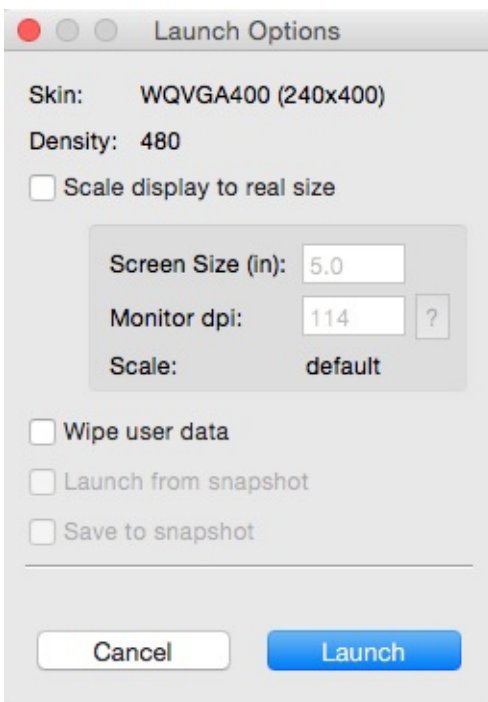 Launch Options
Skin: WQVGA400 (240x400)
Density: 480
Scale display to real size
Screen Size (in): 5.0
Monitor dpi: 114 ?
Scale: default
Wipe user data
Launch from snapshot
Save to snapshot
Cancel Launch